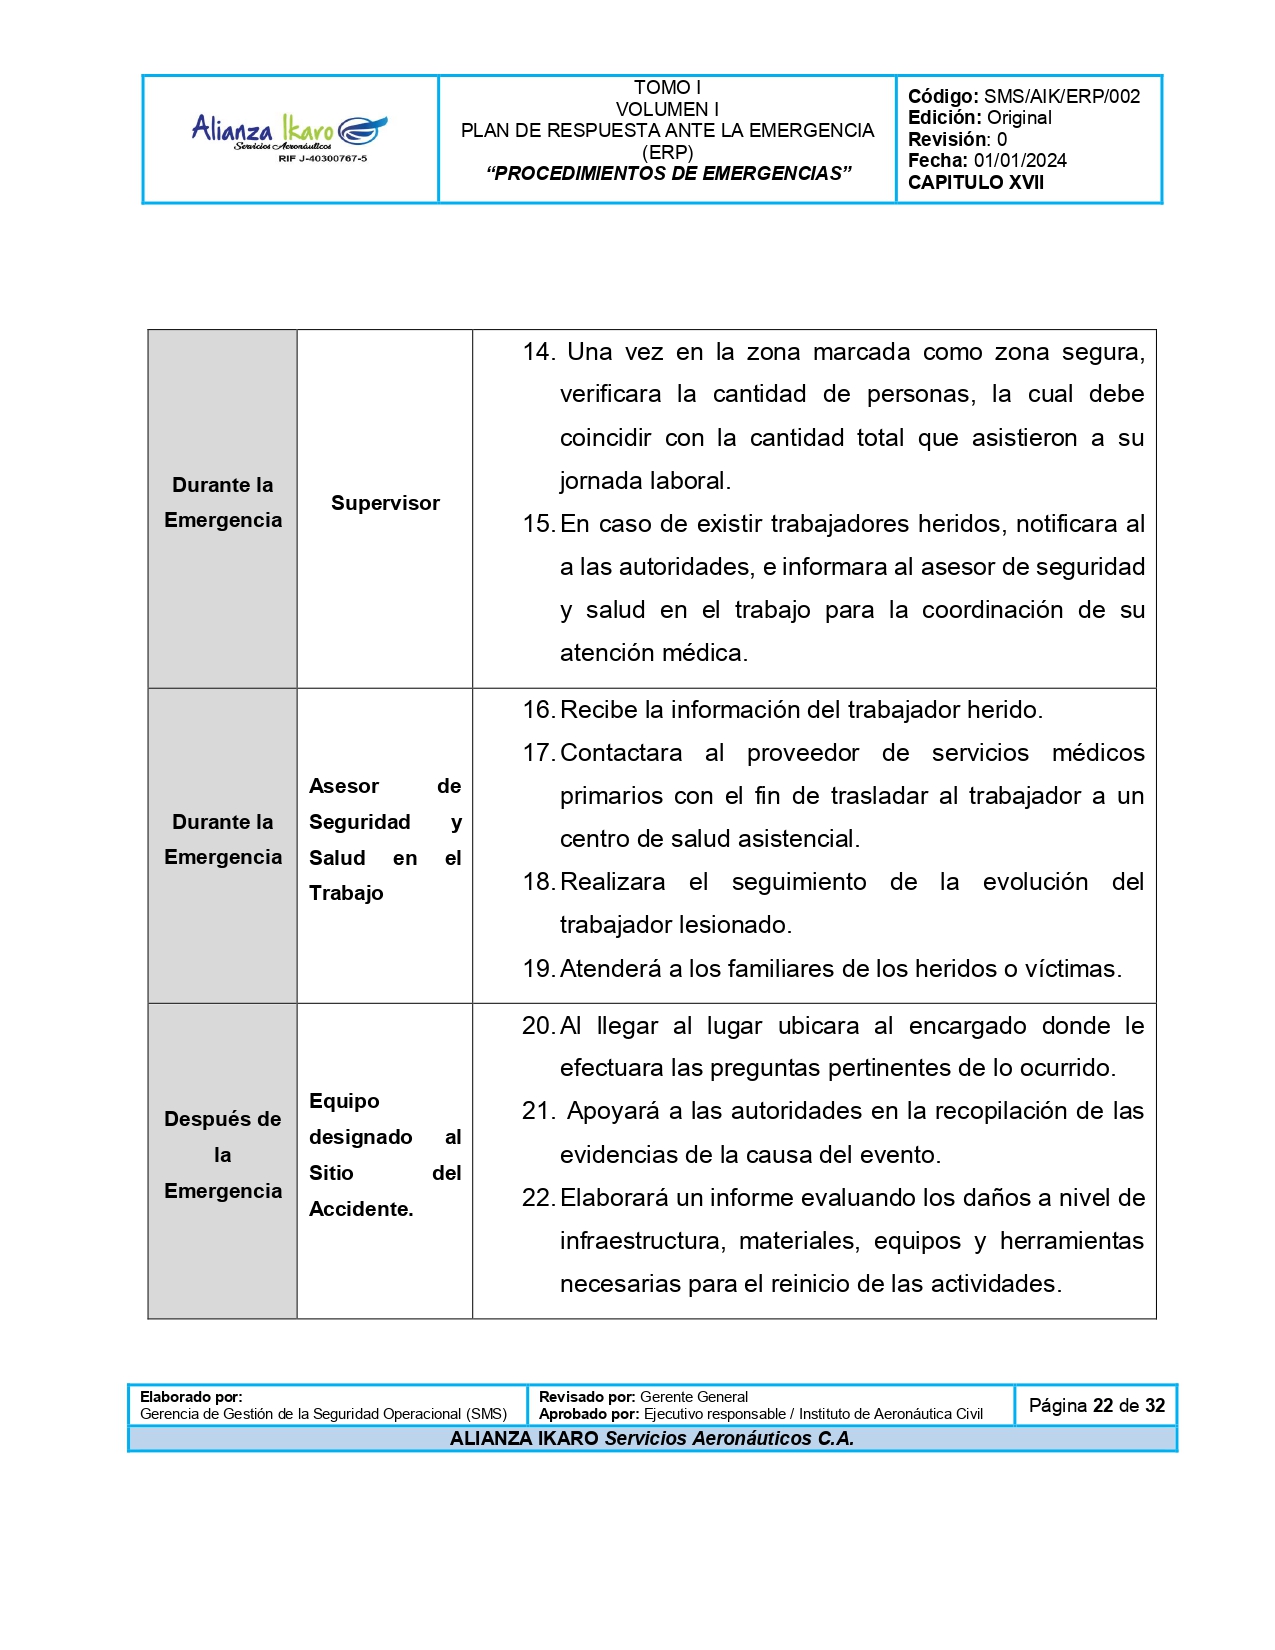 Alianza Ikaro
Servicios Aeronáuticos
RIF J-40300767-5
TOMO I
VOLUMEN I
PLAN DE RESPUESTA ANTE LA EMERGENCIA
(ERP)
“PROCEDIMIENTOS DE EMERGENCIAS”
Código: SMS/AIK/ERP/002
Edición: Original
Revisión: 0
Fecha: 01/01/2024
CAPITULO XVII
Durante la
Emergencia
Supervisor
14. Una vez en la zona marcada como zona segura,
verificara la cantidad de personas, la cual debe
coincidir con la cantidad total que asistieron a su
jornada laboral.
15. En caso de existir trabajadores heridos, notificara al
a las autoridades, e informara al asesor de seguridad
y salud en el trabajo para la coordinación de su
atención médica.
Durante la
Emergencia
Asesor de
Seguridad y
Salud en el
Trabajo
16. Recibe la información del trabajador herido.
17. Contactara al proveedor de servicios médicos
primarios con el fin de trasladar al trabajador a un
centro de salud asistencial.
18. Realizara el seguimiento de la evolución del
trabajador lesionado.
19. Atenderá a los familiares de los heridos o víctimas.
Después de
la
Emergencia
Equipo
designado al
Sitio del
Accidente.
20. Al llegar al lugar ubicara al encargado donde le
efectuara las preguntas pertinentes de lo ocurrido.
21. Apoyará a las autoridades en la recopilación de las
evidencias de la causa del evento.
22. Elaborará un informe evaluando los daños a nivel de
infraestructura, materiales, equipos y herramientas
necesarias para el reinicio de las actividades.
Elaborado por:
Gerencia de Gestión de la Seguridad Operacional (SMS)
Revisado por: Gerente General
Aprobado por: Ejecutivo responsable / Instituto de Aeronáutica Civil
Página 22 de 32
ALIANZA IKARO Servicios Aeronáuticos C.A.